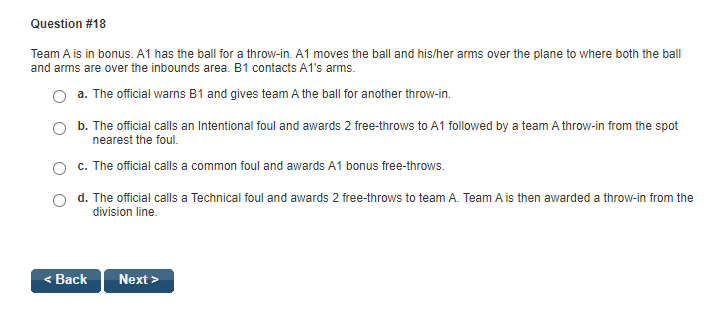 Question #18
Team A is in bonus. A1 has the ball for a throw-in. A1 moves the ball and his/her arms over the plane to where both the ball
and arms are over the inbounds area. B1 contacts A1's arms.
a. The official warns B1 and gives team A the ball for another throw-in.
b. The official calls an Intentional foul and awards 2 free-throws to A1 followed by a team A throw-in from the spot
nearest the foul.
c. The official calls a common foul and awards A1 bonus free-throws.
d. The official calls a Technical foul and awards 2 free-throws to team A. Team A is then awarded a throw-in from the
division line.
< Back Next >